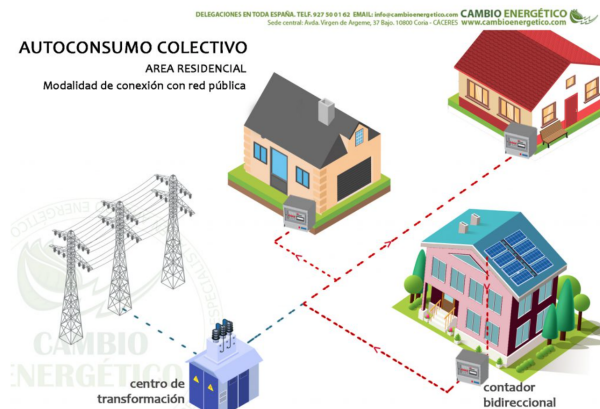 DELEGACIONES EN TODA ESPAÑA. TELF. 927 50 01 62 EMAIL: info@cambioenergetico.com CAMBIO ENERGÉTICO
Sede central: Avda. Virgen de Argeme, 37 Bajo, 10800 Coria - CÁCERES www.cambioenergetico.com
AUTOCONSUMO COLECTIVO
AREA RESIDENCIAL
Modalidad de conexión con red pública
CAMBIO
centro de
transformación
contador
bidireccional